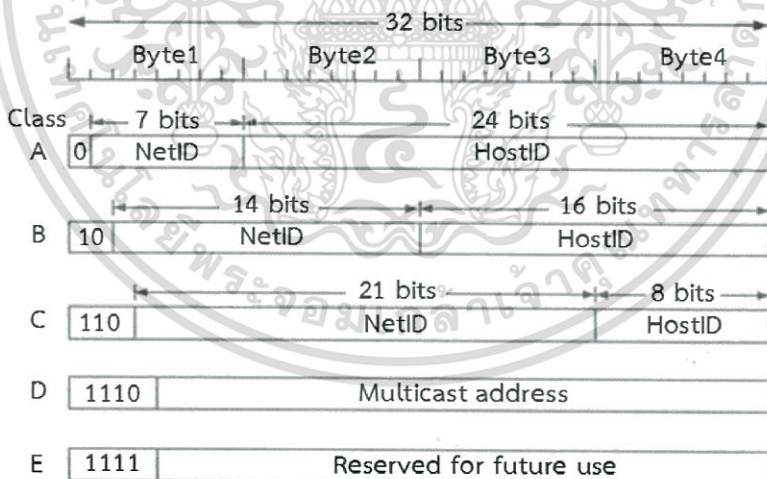 32 bits
Byte1 Byte2 Byte3 Byte4
Class 7 bits 24 bits
A 0 NetID HostID
14 bits 16 bits
B 10 NetID HostID
21 bits 8 bits
C 110 NetID HostID
D 1110 Multicast address
E 1111 Reserved for future use